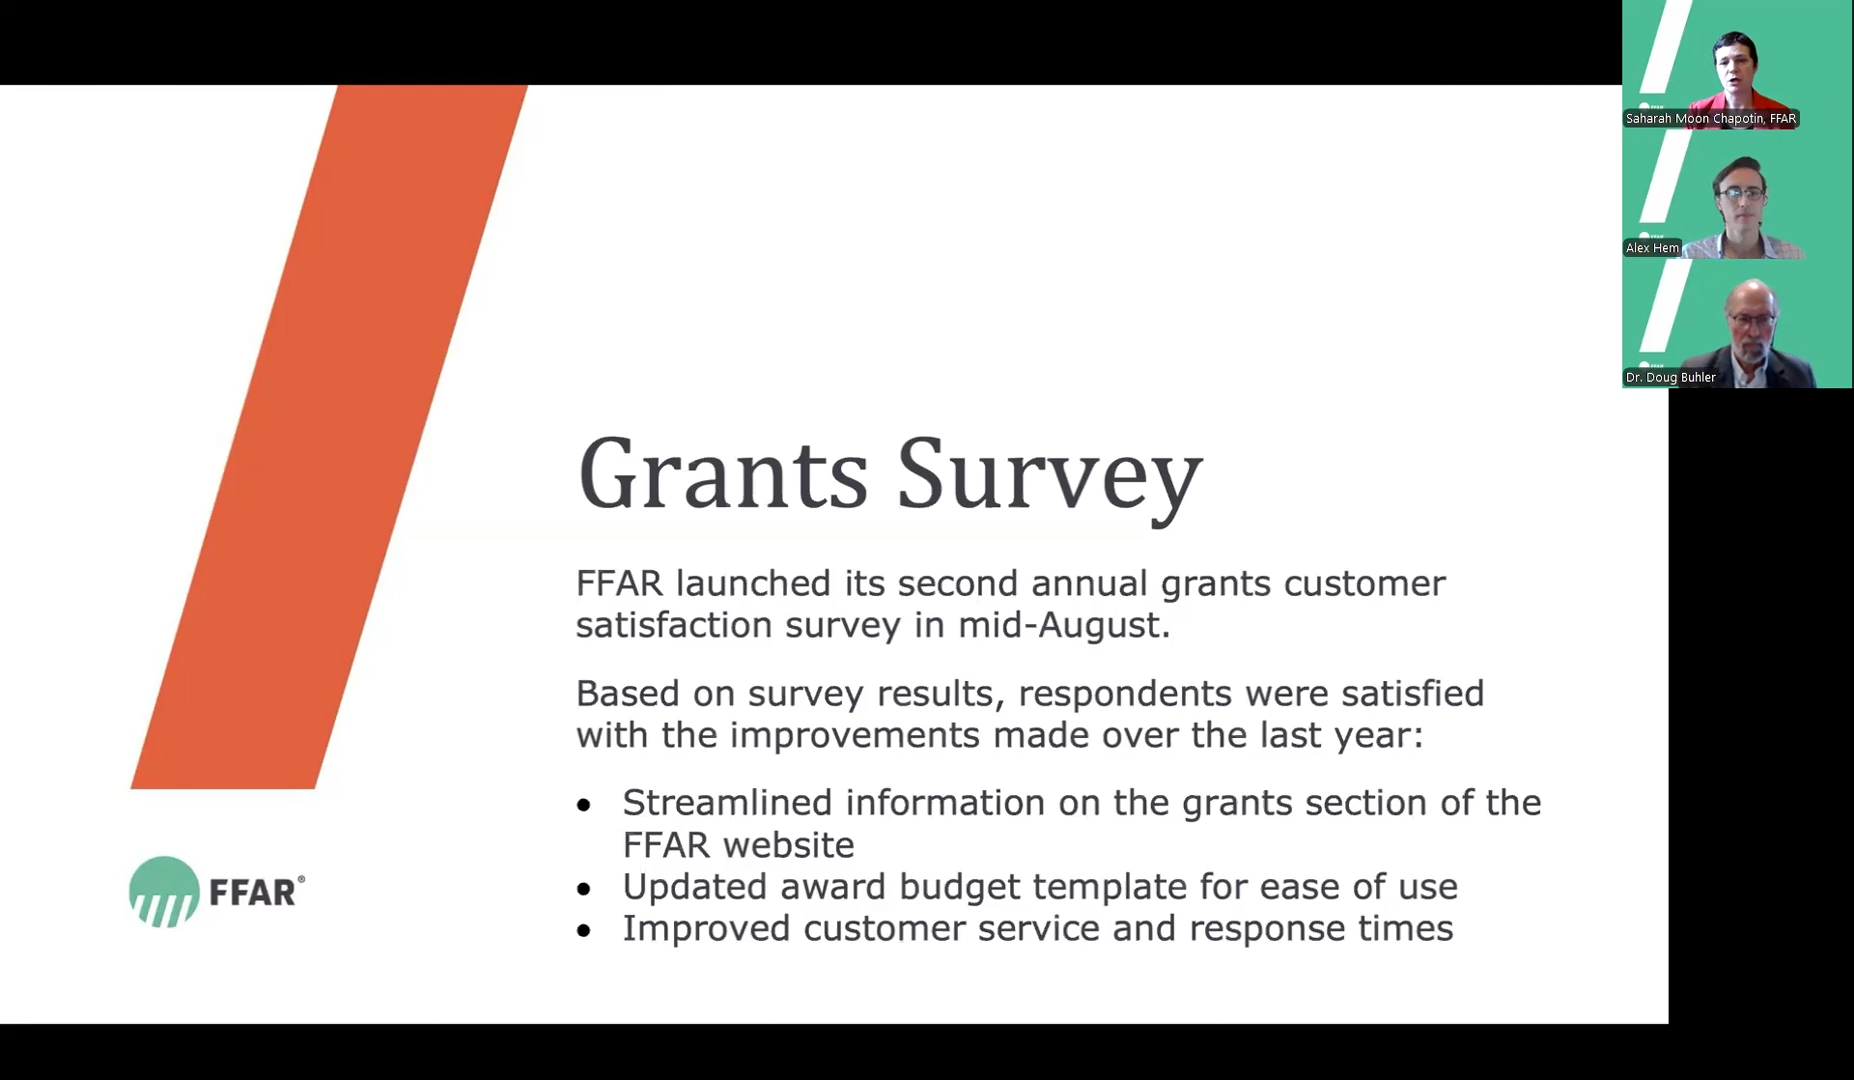 Saharah Moon Chapotin, FFAR
Alex Hem
Dr. Doug Buhler
Grants Survey
FFAR launched its second annual grants customer
satisfaction survey in mid-August.
Based on survey results, respondents were satisfied
with the improvements made over the last year:
• Streamlined information on the grants section of the
FFAR website
• Updated award budget template for ease of use
• Improved customer service and response times
FFAR®